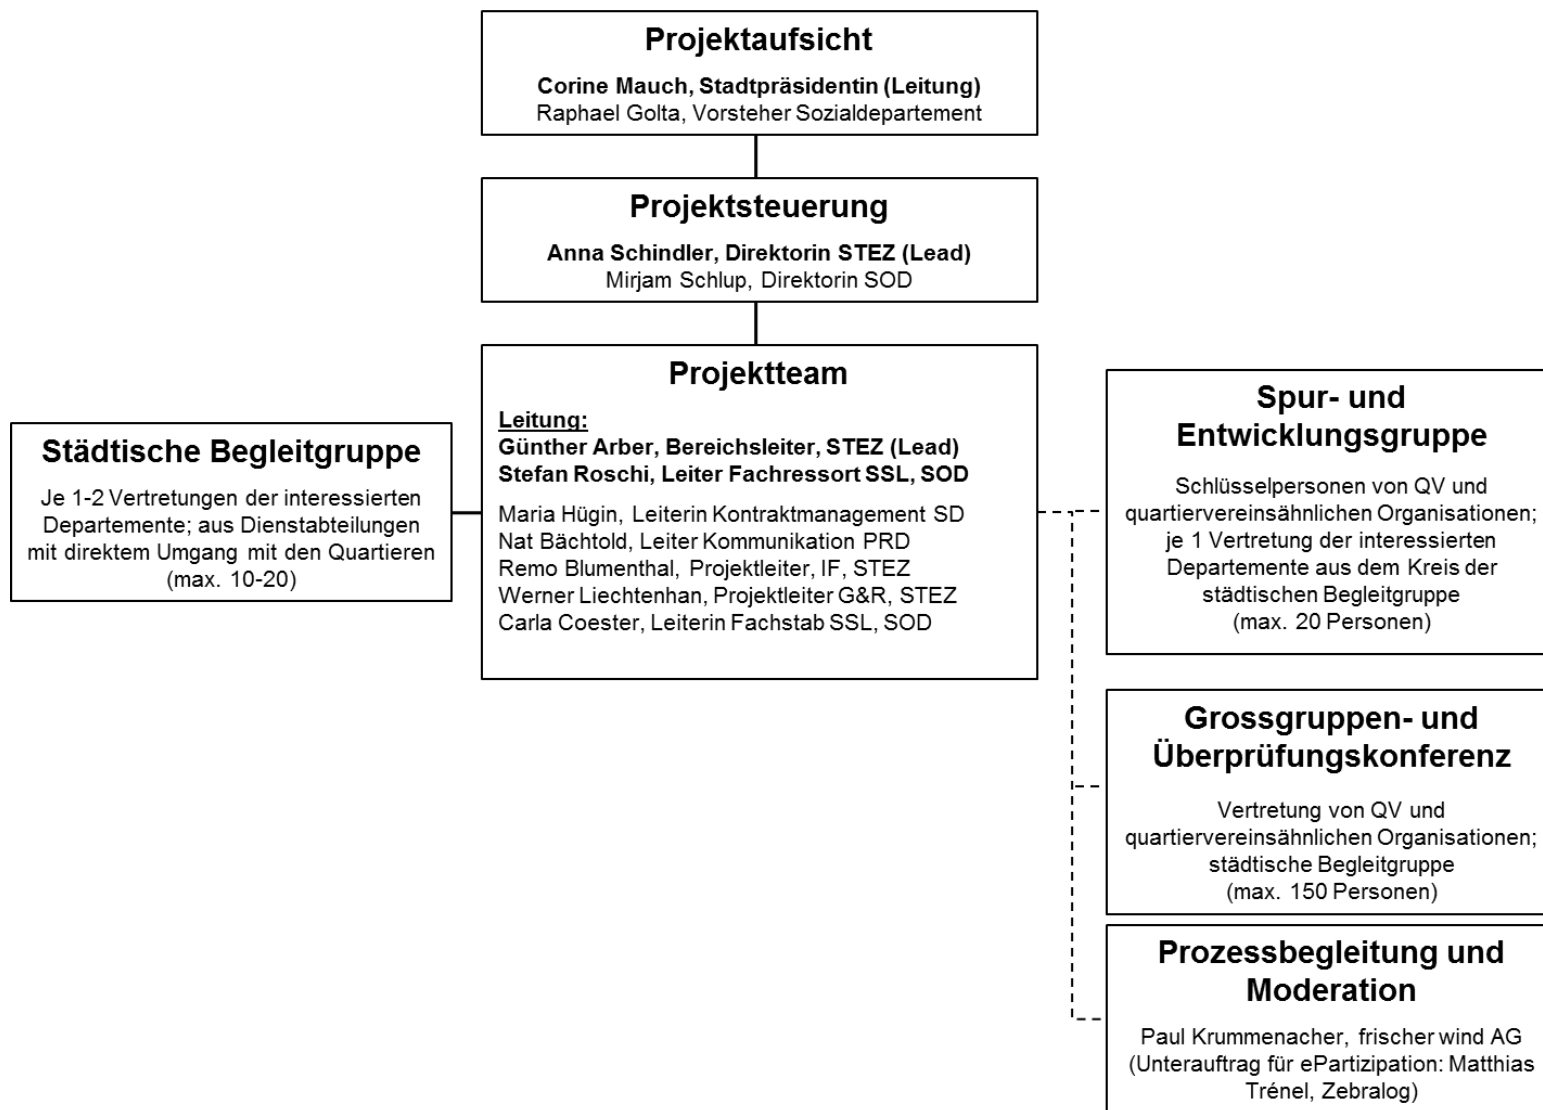 Projektaufsicht
Corine Mauch, Stadtpräsidentin (Leitung)
Raphael Golta, Vorsteher Sozialdepartement
Projektsteuerung
Anna Schindler, Direktorin STEZ (Lead)
Mirjam Schlup, Direktorin SOD
Projektteam
Leitung:
Günther Arber, Bereichsleiter, STEZ (Lead)
Stefan Roschi, Leiter Fachressort SSL, SOD
Maria Hügin, Leiterin Kontraktmanagement SD
Nat Bächtold, Leiter Kommunikation PRD
Remo Blumenthal, Projektleiter, IF, STEZ
Werner Liechtenhan, Projektleiter G&R, STEZ
Carla Coester, Leiterin Fachstab SSL, SOD
Städtische Begleitgruppe
Je 1-2 Vertretungen der interessierten
Departemente; aus Dienstabteilungen
mit direktem Umgang mit den Quartieren
(max. 10-20)
Spur- und
Entwicklungsgruppe
Schlüsselpersonen von QV und
quartiervereinsähnlichen Organisationen;
je 1 Vertretung der interessierten
Departemente aus dem Kreis der
städtischen Begleitgruppe
(max. 20 Personen)
Grossgruppen- und
Überprüfungskonferenz
Vertretung von QV und
quartiervereinsähnlichen Organisationen;
städtische Begleitgruppe
(max. 150 Personen)
Prozessbegleitung und
Moderation
Paul Krummenacher, frischer wind AG
(Unterauftrag für ePartizipation: Matthias
Trénel, Zebralog)